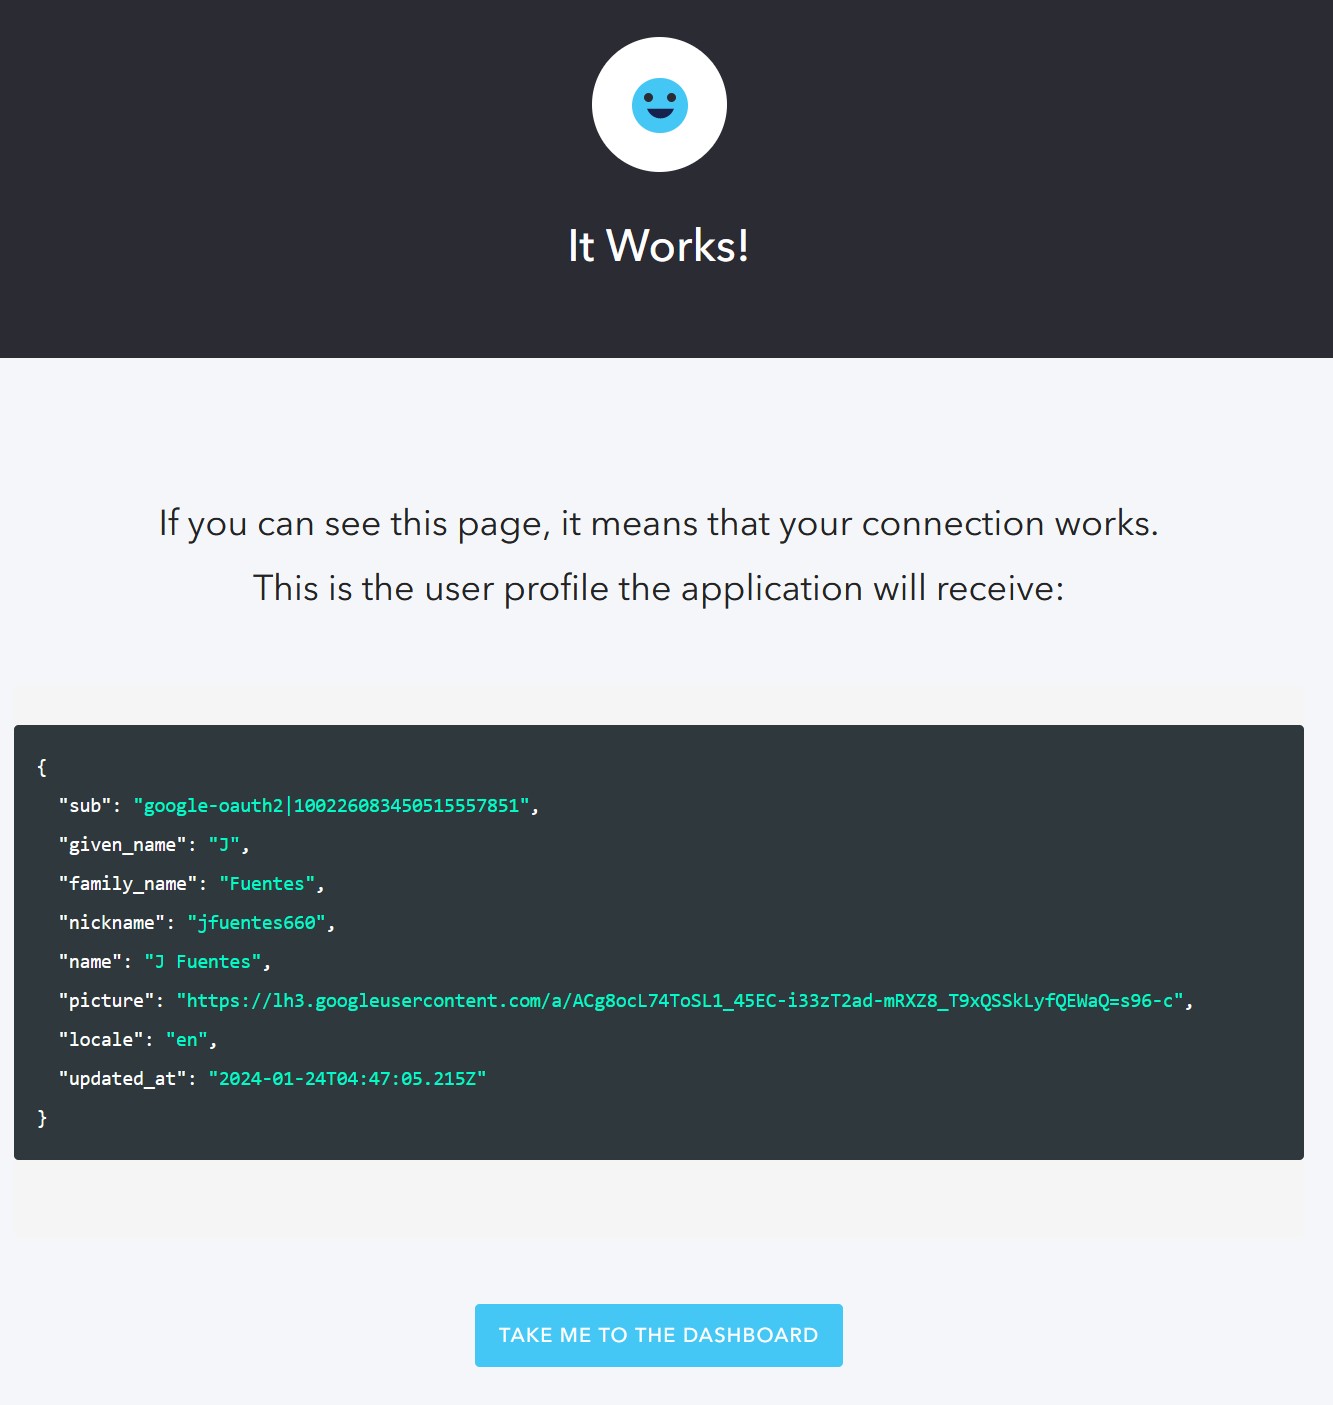 It Works!
If you can see this page, it means that your connection works.
This is the user profile the application will receive:
{
"sub": "google-oauth2|100226083450515557851",
"given_name": "J",
"family_name": "Fuentes",
"nickname": "jfuentes660",
"name": "J Fuentes",
"picture": "https://lh3.googleusercontent.com/a/ACg8ocL74ToSL1_45EC-i33zT2ad-mRXZ8_T9xQSSkLyfQEWaQ=s96-c",
"locale": "en",
"updated_at": "2024-01-24T04:47:05.215Z"
}
TAKE ME TO THE DASHBOARD